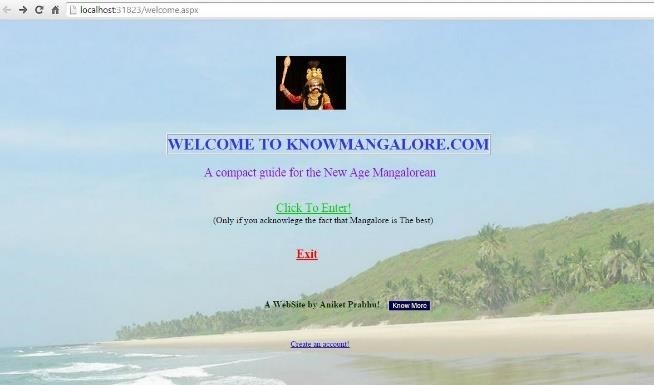 localhost:31823/welcome.aspx
WELCOME TO KNOWMANGALORE.COM
A compact guide for the New Age Mangalorean
Click To Enter!
(Only if you acknowlege the fact that Mangalore is The best)
Exit
A WebSite by Aniket Prabhu! Know More
Create an account!